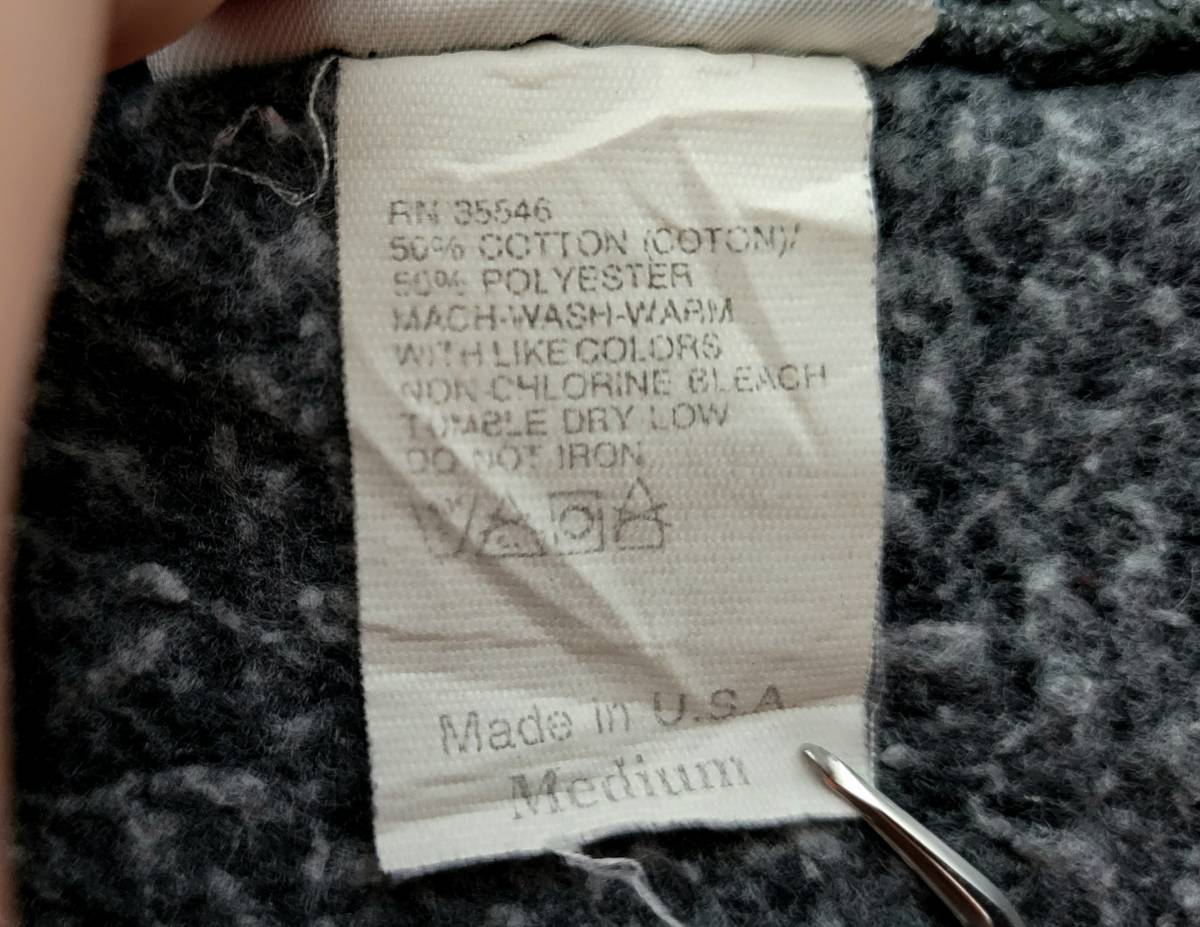 RN 35546
50% COTTON (COTON)/
50% POLYESTER
MACH-WASH-WARM
WITH LIKE COLORS
NON-CHLORINE BLEACH
TUMBLE DRY LOW
DO NOT IRON
Made in U.S.A.
Medium